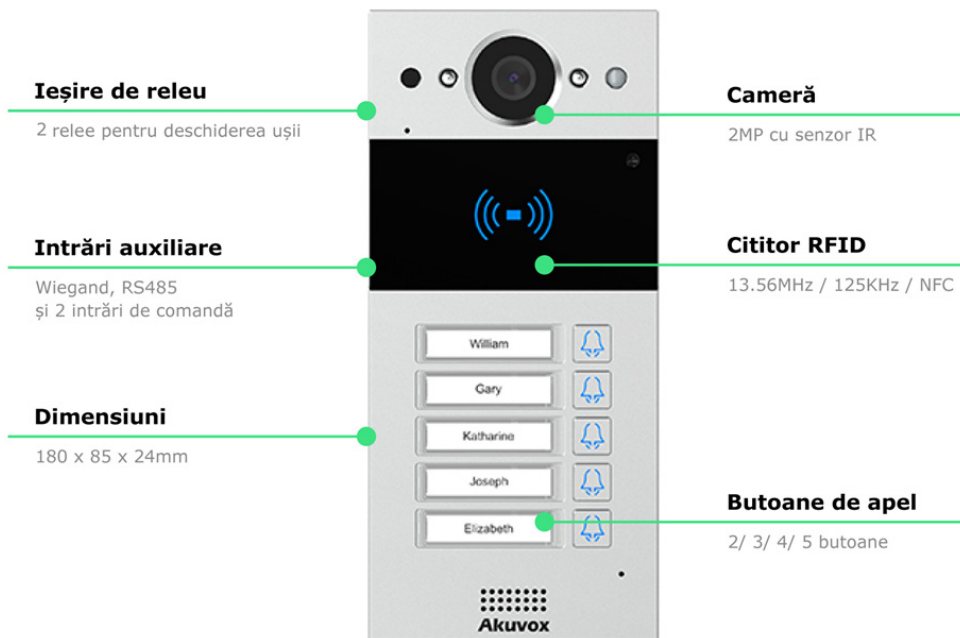 Ieșire de releu
2 relee pentru deschiderea ușii
Intrări auxiliare
Wiegand, RS485
și 2 intrări de comandă
Dimensiuni
180 x 85 x 24mm
Cameră
2MP cu senzor IR
Cititor RFID
13.56MHz / 125KHz / NFC
Butoane de apel
2/ 3/ 4/ 5 butoane
William
Gary
Katharine
Joseph
Elizabeth
Akuvox